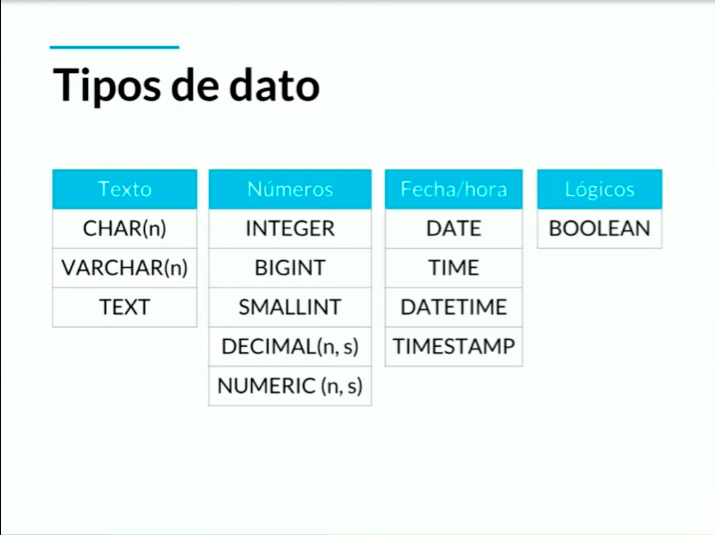 Tipos de dato
Texto
CHAR(n)
VARCHAR(n)
TEXT
Números
INTEGER
BIGINT
SMALLINT
DECIMAL(n, s)
NUMERIC (n, s)
Fecha/hora
DATE
TIME
DATETIME
TIMESTAMP
Lógicos
BOOLEAN